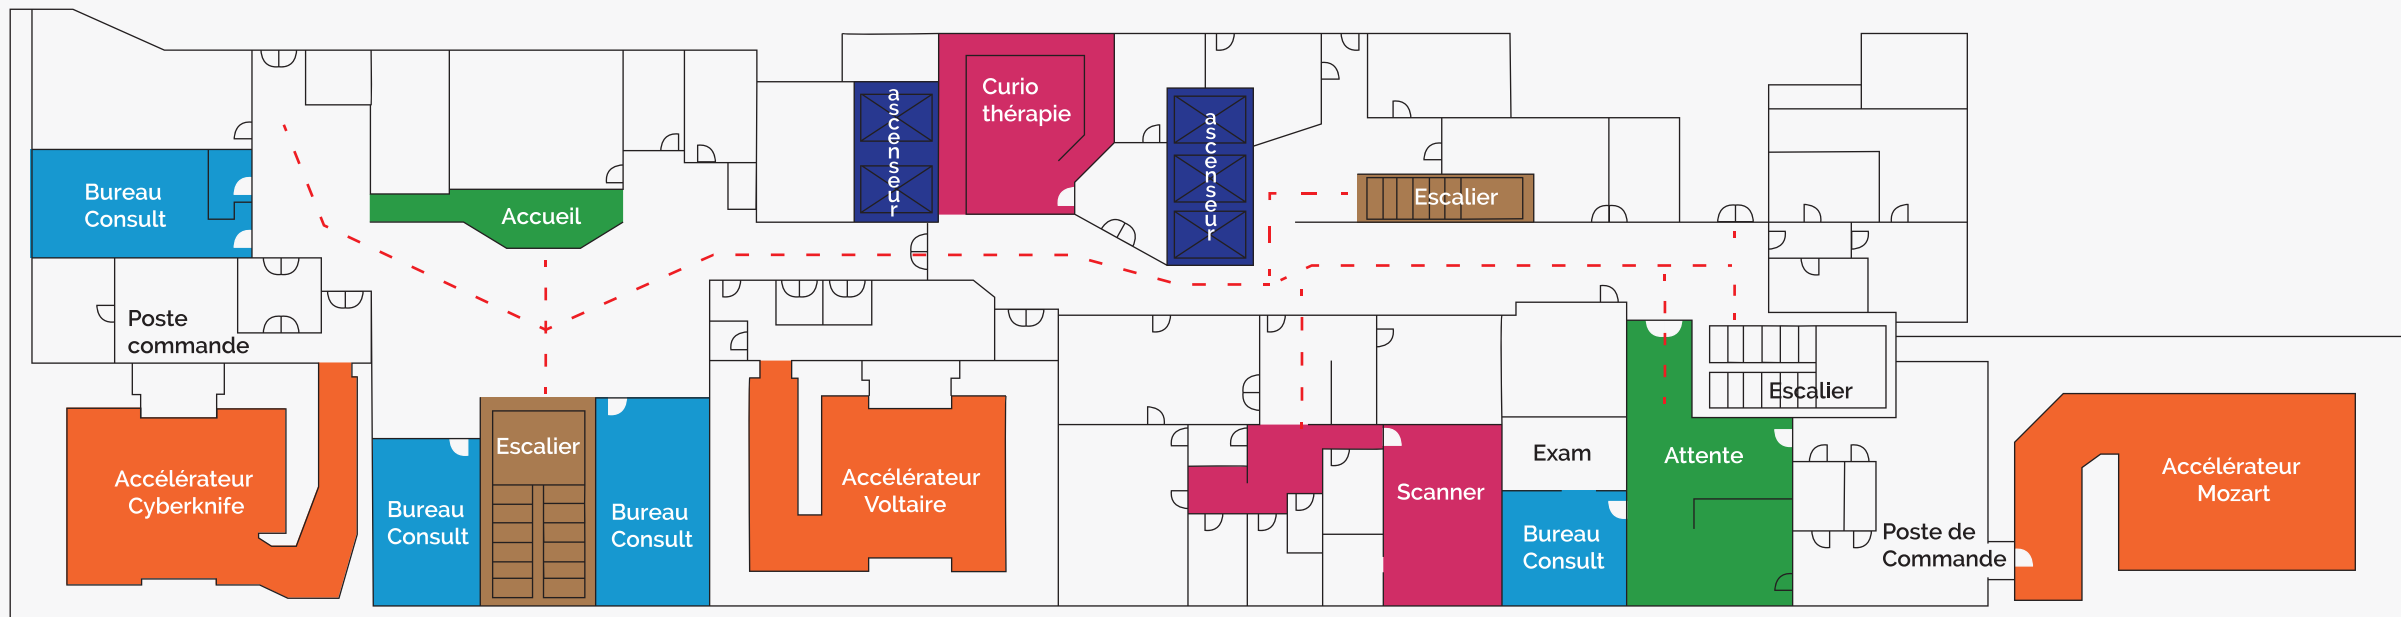 Bureau
Consult
Accueil
ascenseur
Curio
thérapie
ascenseur
Escalier
Poste
commande
Accélérateur
Cyberknife
Bureau
Consult
Escalier
Bureau
Consult
Accélérateur
Voltaire
Scanner
Exam
Bureau
Consult
Attente
Escalier
Poste de
Commande
Accélérateur
Mozart